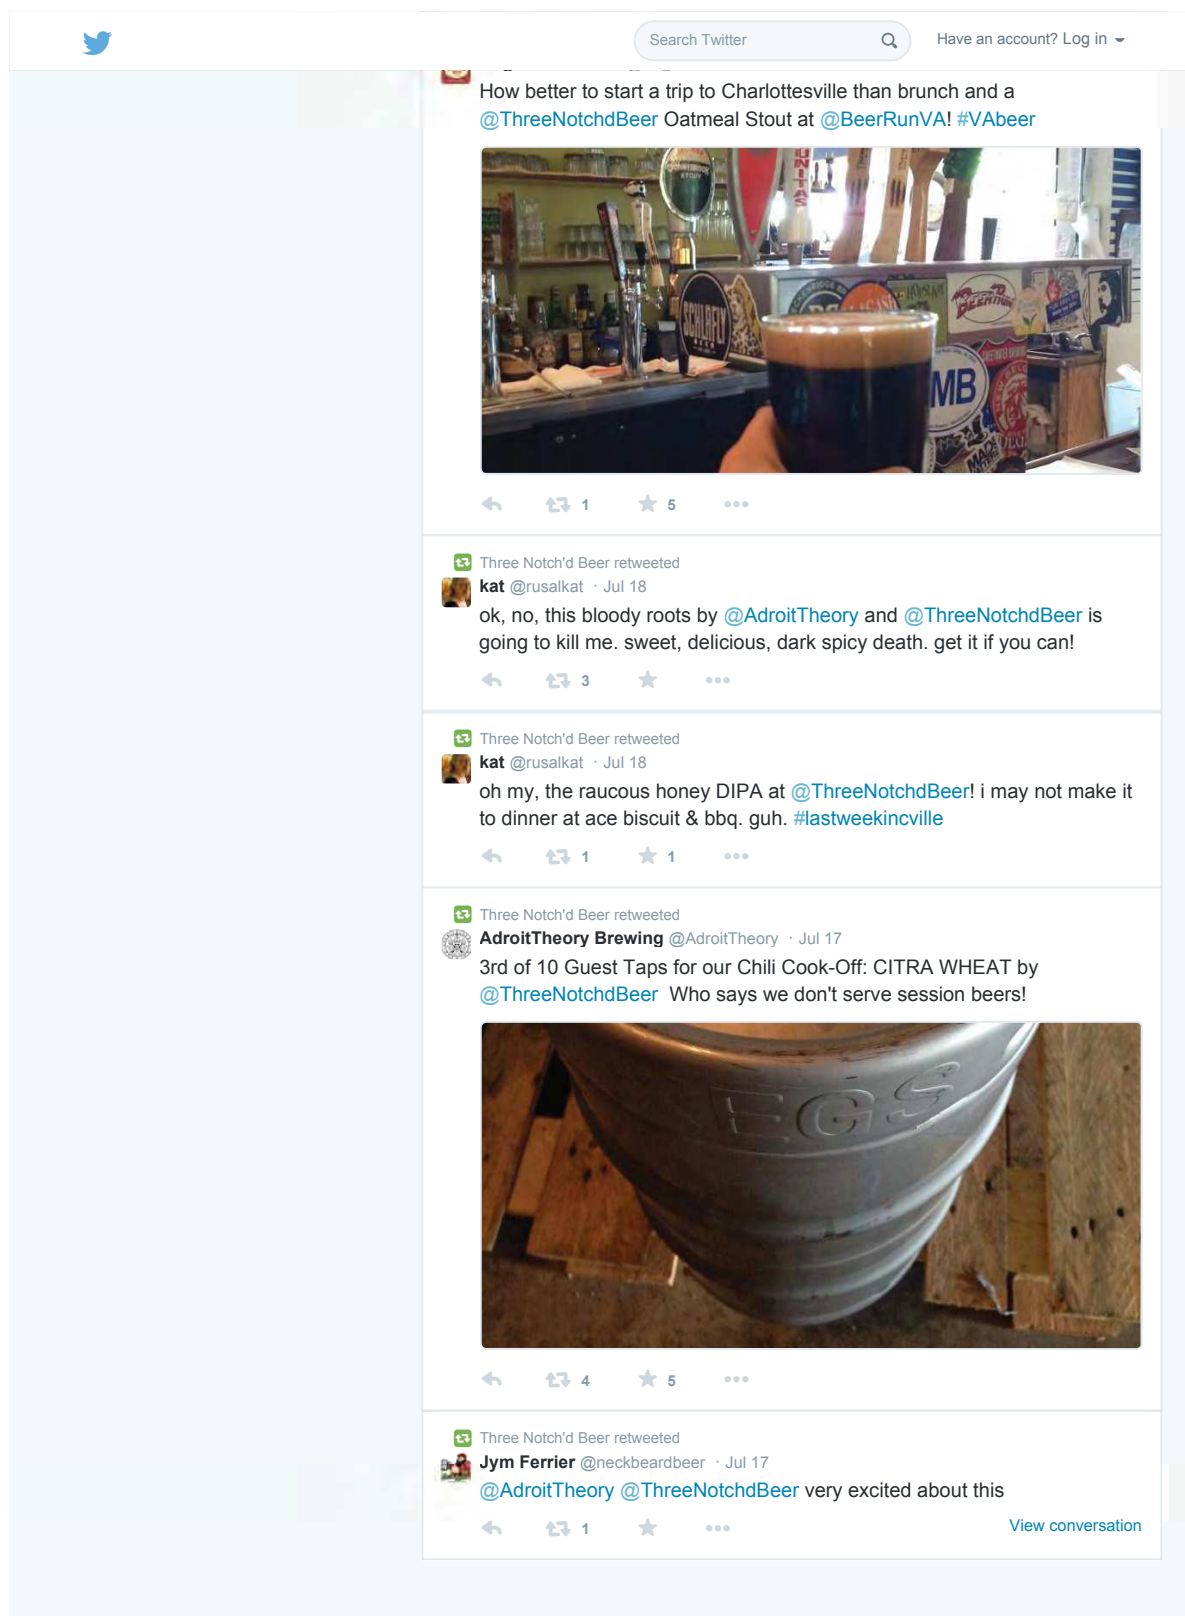 Search Twitter
Have an account? Log in
How better to start a trip to Charlottesville than brunch and a
@ThreeNotchdBeer Oatmeal Stout at @BeerRunVA! #VAbeer
UNITAS
SCHLAFLY
MB
1 5
Three Notch'd Beer retweeted
kat @rusalkat · Jul 18
ok, no, this bloody roots by @AdroitTheory and @ThreeNotchdBeer is
going to kill me. sweet, delicious, dark spicy death. get it if you can!
3
Three Notch'd Beer retweeted
kat @rusalkat · Jul 18
oh my, the raucous honey DIPA at @ThreeNotchdBeer! i may not make it
to dinner at ace biscuit & bbq. guh. #lastweekincville
1 1
Three Notch'd Beer retweeted
AdroitTheory Brewing @AdroitTheory · Jul 17
3rd of 10 Guest Taps for our Chili Cook-Off: CITRA WHEAT by
@ThreeNotchdBeer Who says we don't serve session beers!
EGS
4 5
Three Notch'd Beer retweeted
Jym Ferrier @neckbeardbeer · Jul 17
@AdroitTheory @ThreeNotchdBeer very excited about this
1
View conversation